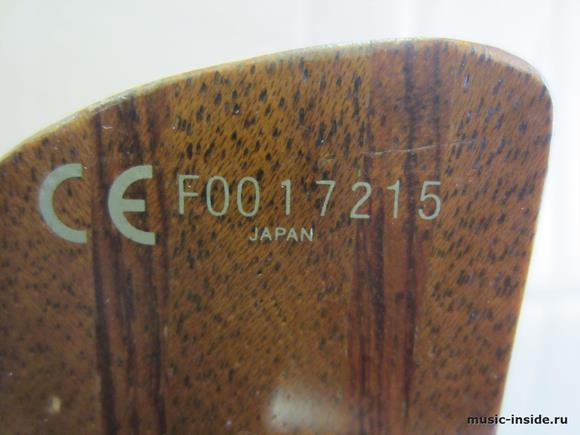 CE F0017215
JAPAN
music-inside.ru